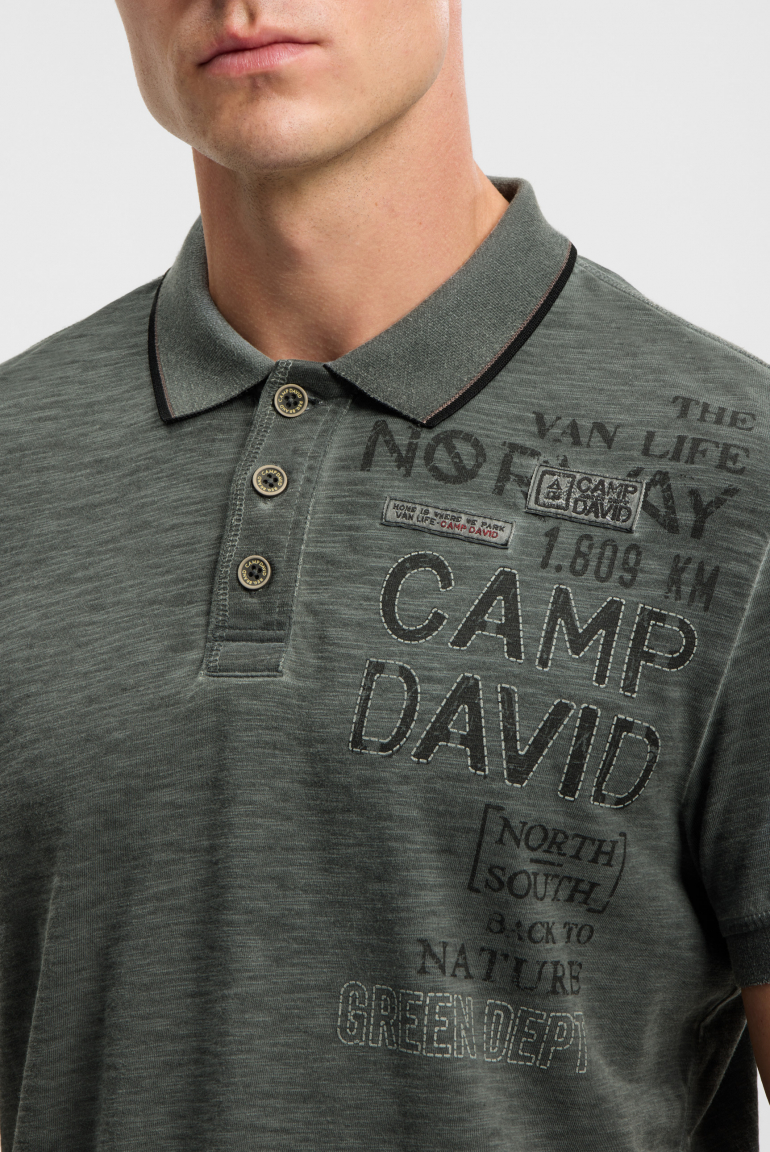 THE
VAN LIFE
NORWAY
CAMP
DAVID
HOME IS WHERE WE PARK
VAN LIFE - CAMP DAVID
1.609 KM
CAMP
DAVID
NORTH
SOUTH
BACK TO
NATURE
GREEN DEPT